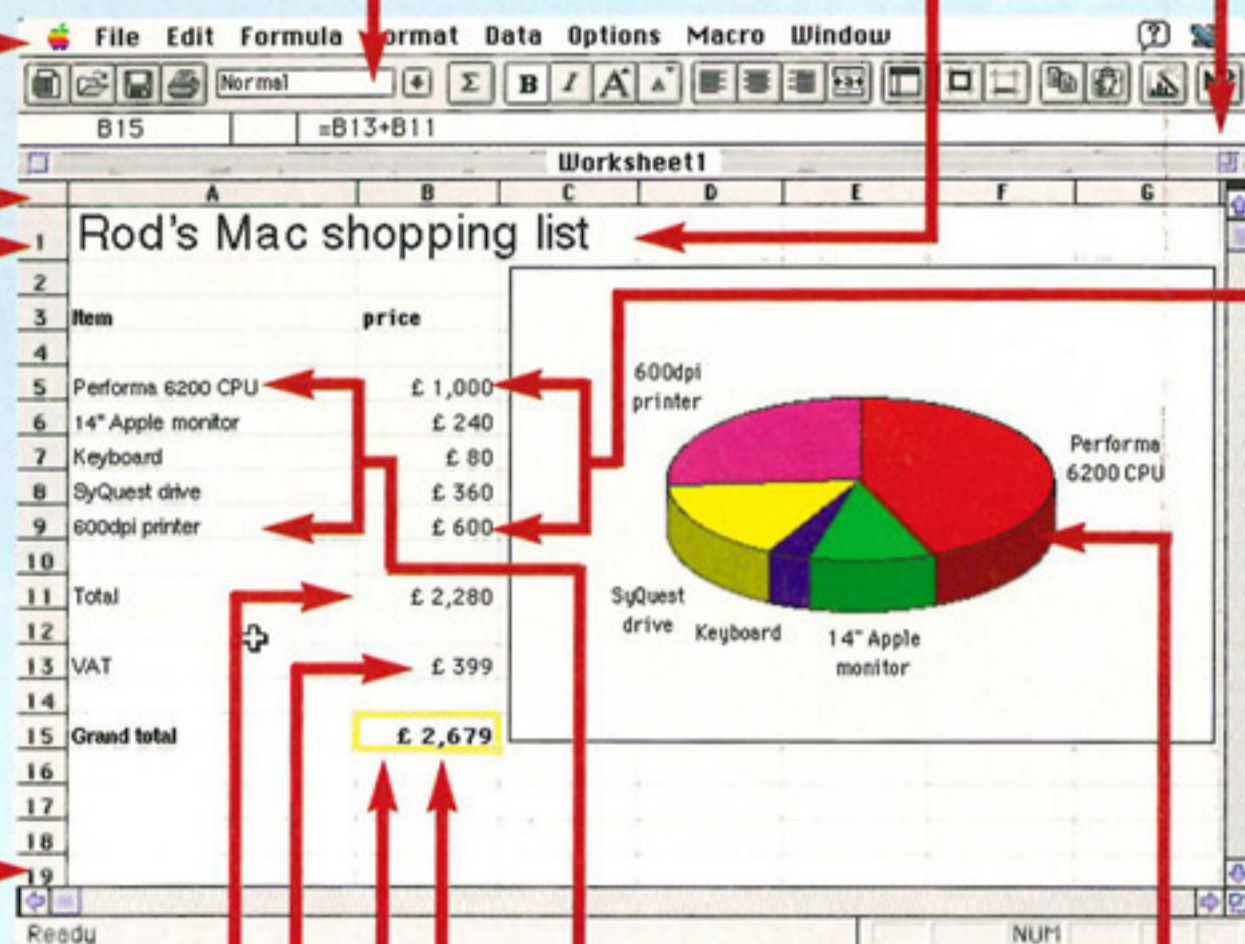 File Edit Formula Format Data Options Macro Window
Normal Σ B I A A
B15 =B13+B11
Worksheet1
A B C D E F G
1 Rod's Mac shopping list
2
3 Item price
4
5 Performa 6200 CPU £ 1,000
6 14" Apple monitor £ 240
7 Keyboard £ 80
8 SyQuest drive £ 360
9 600dpi printer £ 600
10
11 Total £ 2,280
12
13 VAT £ 399
14
15 Grand total £ 2,679
16
17
18
19
600dpi
printer
Performa
6200 CPU
SyQuest
drive
Keyboard
14" Apple
monitor
Ready NUM